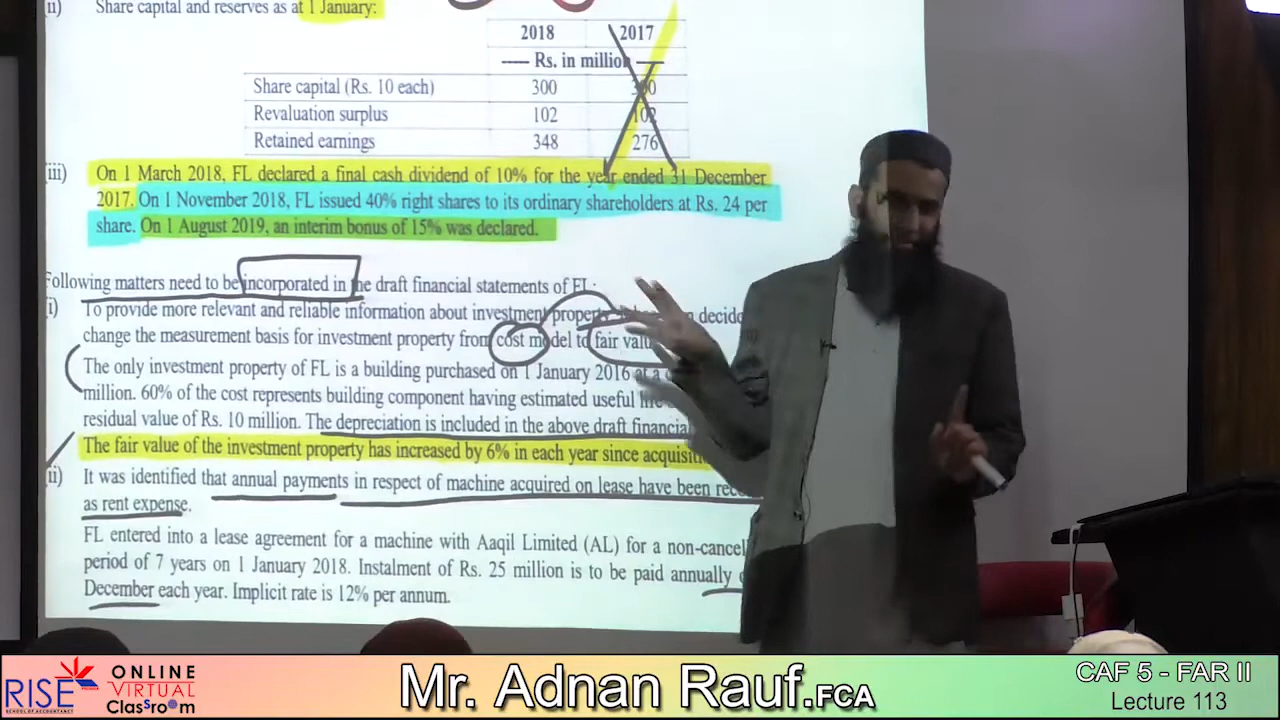 (ii) Share capital and reserves as at 1 January:
2018 2017
Rs. in million
Share capital (Rs. 10 each) 300
Revaluation surplus 102 102
Retained earnings 348 276
(iii) On 1 March 2018, FL declared a final cash dividend of 10% for the year ended 31 December
2017. On 1 November 2018, FL issued 40% right shares to its ordinary shareholders at Rs. 24 per
share. On 1 August 2019, an interim bonus of 15% was declared.
Following matters need to be incorporated in the draft financial statements of FL:
(i) To provide more relevant and reliable information about investment property
change the measurement basis for investment property from cost model to fair
The only investment property of FL is a building purchased on 1 January 2016 at a
million. 60% of the cost represents building component having estimated useful
residual value of Rs. 10 million. The depreciation is included in the above draft
The fair value of the investment property has increased by 6% in each year since
(ii) It was identified that annual payments in respect of machine acquired on lease have been
as rent expense.
FL entered into a lease agreement for a machine with Aaqil Limited (AL) for a
period of 7 years on 1 January 2018. Instalment of Rs. 25 million is to be paid annually
December each year. Implicit rate is 12% per annum.
RISE
SCHOOL OF ACCOUNTANCY
ONLINE
VIRTUAL
ClasSroom
Mr. Adnan Rauf.FCA
CAF 5 - FAR II
Lecture 113